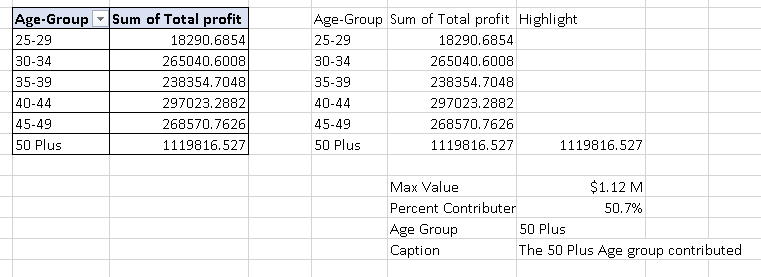 Age-Group Sum of Total profit Age-Group Sum of Total profit Highlight
25-29 18290.6854 25-29 18290.6854
30-34 265040.6008 30-34 265040.6008
35-39 238354.7048 35-39 238354.7048
40-44 297023.2882 40-44 297023.2882
45-49 268570.7626 45-49 268570.7626
50 Plus 1119816.527 50 Plus 1119816.527 1119816.527
Max Value $1.12 M
Percent Contributer 50.7%
Age Group 50 Plus
Caption The 50 Plus Age group contributed